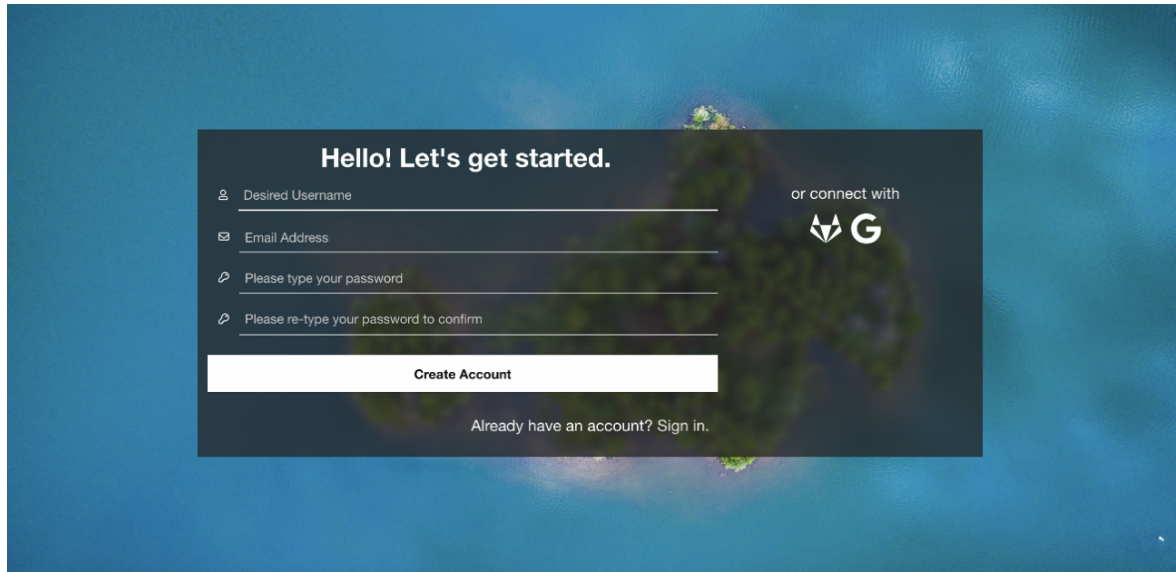 Hello! Let's get started.
Desired Username
Email Address
Please type your password
Please re-type your password to confirm
Create Account
Already have an account? Sign in.
or connect with
G